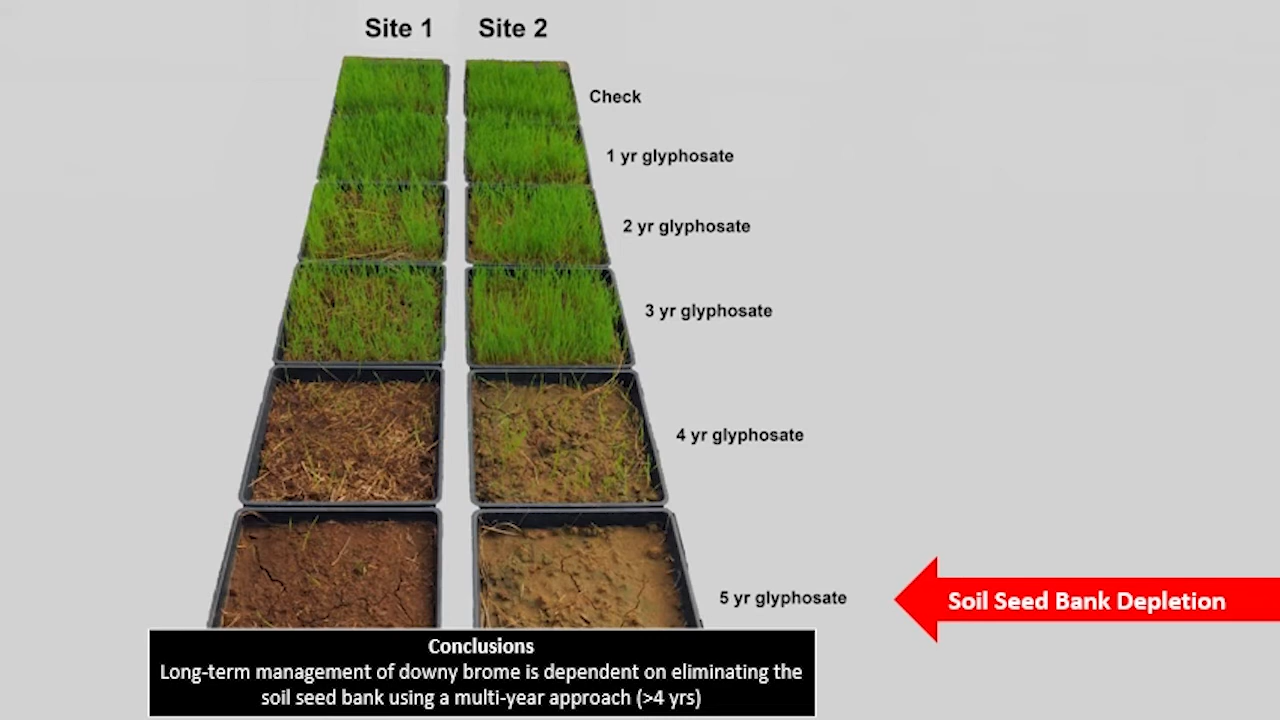 Site 1
Site 2
Check
1 yr glyphosate
2 yr glyphosate
3 yr glyphosate
4 yr glyphosate
5 yr glyphosate
Soil Seed Bank Depletion
Conclusions
Long-term management of downy brome is dependent on eliminating the
soil seed bank using a multi-year approach (>4 yrs)